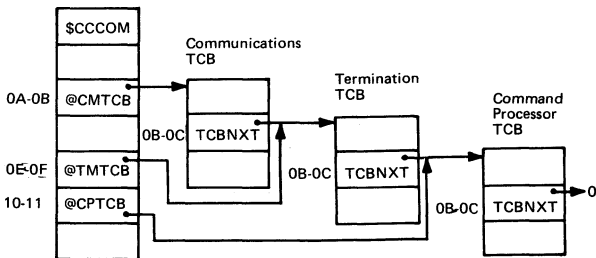 $CCCOM
Communications
TCB
Termination
TCB
Command
Processor
TCB
0A-0B
@CMTCB
0B-0C
TCBNXT
0E-0F
@TMTCB
0B-0C
TCBNXT
0
10-11
@CPTCB
0B-0C
TCBNXT